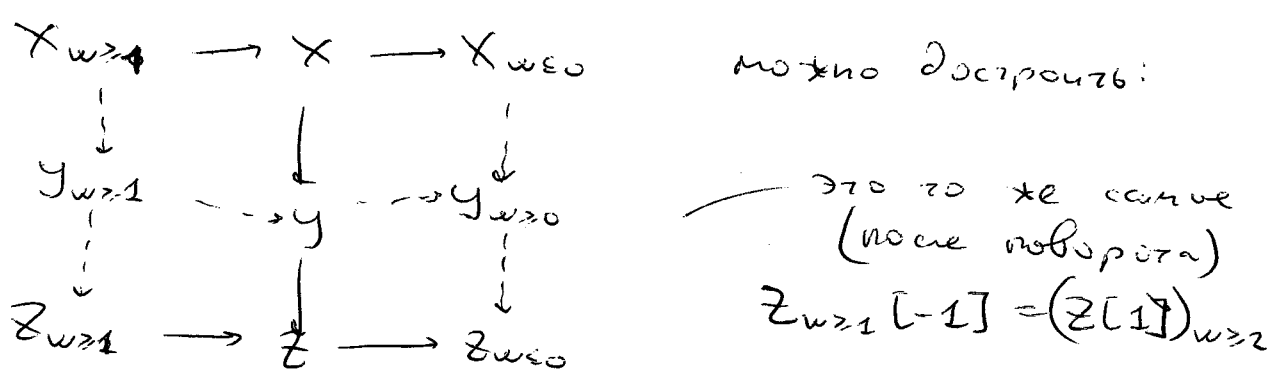 X_{w≥1} → X → X_{w≤0} можно достроить:
Y_{w≥1} ⇢ Y ⇢ Y_{w≥0} это то же самое
(после поворота)
Z_{w≥1} → Z → Z_{w≤0} Z_{w≥1}[-1] = (Z[1])_{w≥2}